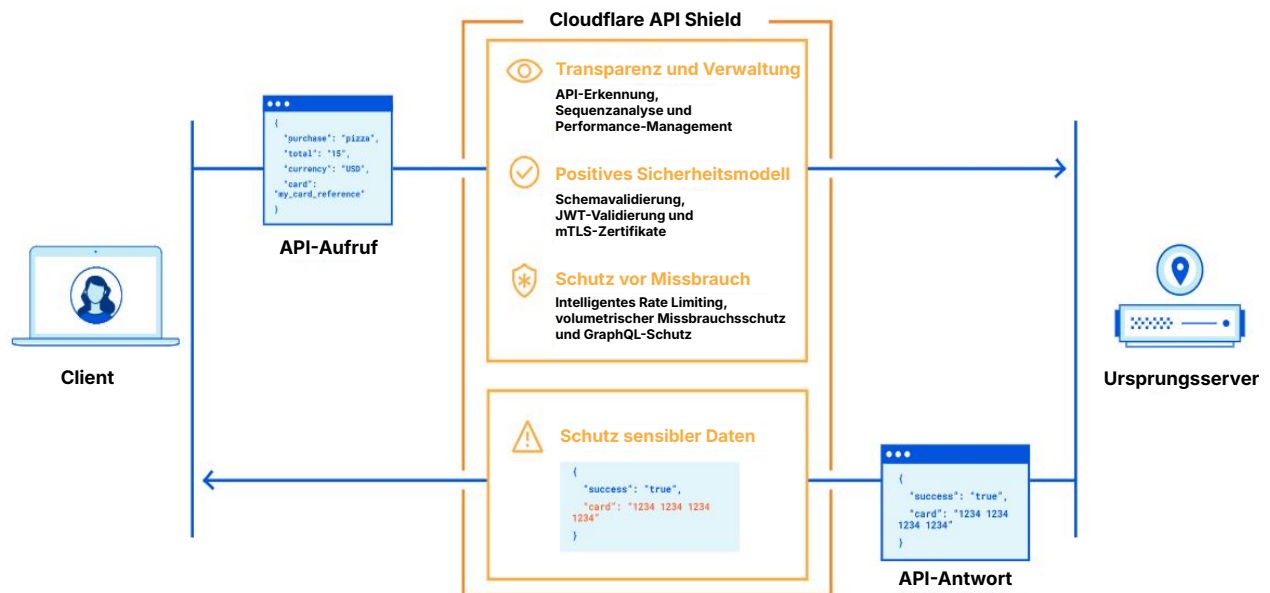 Cloudflare API Shield
Transparenz und Verwaltung
API-Erkennung,
Sequenzanalyse und
Performance-Management
{
"purchase": "pizza",
"total": "15",
"currency": "USD",
"card":
"my_card_reference"
}
API-Aufruf
Positives Sicherheitsmodell
Schemavalidierung,
JWT-Validierung und
mTLS-Zertifikate
Schutz vor Missbrauch
Intelligentes Rate Limiting,
volumetrischer Missbrauchsschutz
und GraphQL-Schutz
Client
Ursprungsserver
Schutz sensibler Daten
{
"success": "true",
"card": "1234 1234 1234
1234"
}
{
"success": "true",
"card": "1234 1234
1234 1234"
}
API-Antwort